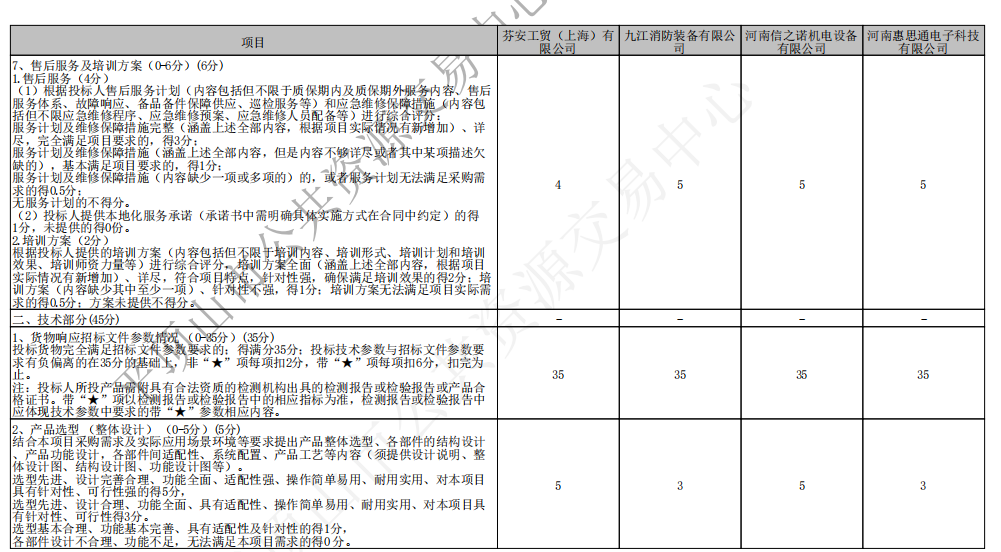 项目
芬安工贸（上海）有
限公司
九江消防装备有限公
司
河南信之诺机电设备
有限公司
河南惠思通电子科技
有限公司
7、售后服务及培训方案（0-6分）(6分)
1.售后服务（4分）
（1）根据投标人售后服务计划（内容包括但不限于质保期内及质保期外服务内容、售后
服务体系、故障响应、备品备件保障供应、巡检服务等）和应急维修保障措施（内容包
括但不限应急维修程序、应急维修预案、应急维修人员配备等）进行综合评分：
服务计划及维修保障措施完整（涵盖上述全部内容，根据项目实际情况有新增加）、详
尽，完全满足项目要求的，得3分；
服务计划及维修保障措施（涵盖上述全部内容，但是内容不够详尽或者其中某项描述欠
缺的），基本满足项目要求的，得1分；
服务计划及维修保障措施（内容缺少一项或多项的）的，或者服务计划无法满足采购需
求的得0.5分；
无服务计划的不得分。
（2）投标人提供本地化服务承诺（承诺书中需明确具体实施方式在合同中约定）的得
1分，未提供的得0份。
2.培训方案（2分）
根据投标人提供的培训方案（内容包括但不限于培训内容、培训形式、培训计划和培训
效果、培训师资力量等）进行综合评分，培训方案全面（涵盖上述全部内容，根据项目
实际情况有新增加）、详尽，符合项目特点，针对性强，确保满足培训效果的得2分；培
训方案（内容缺少其中至少一项）、针对性不强，得1分；培训方案无法满足项目实际需
求的得0.5分；方案未提供不得分。
4
5
5
5
二、技术部分(45分)
－
－
－
－
1、货物响应招标文件参数情况（0-35分）(35分)
投标货物完全满足招标文件参数要求的；得满分35分；投标技术参数与招标文件参数要
求有负偏离的在35分的基础上，非“★”项每项扣2分，带“★”项每项扣6分，扣完为
止。
注：投标人所投产品需附具有合法资质的检测机构出具的检测报告或检验报告或产品合
格证书。带“★”项以检测报告或检验报告中的相应指标为准，检测报告或检验报告中
应体现技术参数中要求的带“★”参数相应内容。
35
35
35
35
2、产品选型（整体设计）（0-5分）(5分)
结合本项目采购需求及实际应用场景环境等要求提出产品整体选型、各部件的结构设计
、产品功能设计，各部件间适配性、系统配置、产品工艺等内容（须提供设计说明、整
体设计图、结构设计图、功能设计图等）。
选型先进、设计完善合理、功能全面、适配性强、操作简单易用、耐用实用、对本项目
具有针对性、可行性强的得5分，
选型先进、设计合理、功能全面、具有适配性、操作简单易用、耐用实用、对本项目具
有针对性、可行性得3分。
选型基本合理、功能基本完善、具有适配性及针对性的得1分，
各部件设计不合理、功能不足，无法满足本项目需求的得0分。
5
3
5
3
平顶山市公共资源交易中心
公共资源交易中心